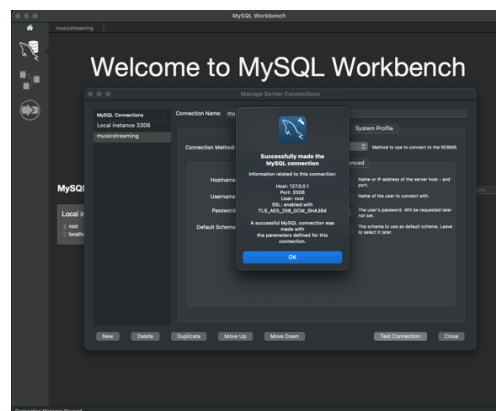 MySQL Workbench
musicstreaming
Welcome to MySQL Workbench
Manage Server Connections
MySQL Connections
Local instance 3306
musicstreaming
Connection Name:
System Profile
Connection Method:
Method to use to connect to the RDBMS
Successfully made the
MySQL connection
Information related to this connection:
Host: 127.0.0.1
Port: 3306
User: root
SSL: enabled with
TLS_AES_256_GCM_SHA384
A successful MySQL connection was
made with
the parameters defined for this
connection.
OK
Hostname
Name or IP address of the server host - and
port.
Username
Name of the user to connect with.
Password
The user's password. Will be requested later
not set.
Default Schema
The schema to use as default schema. Leave
to select it later.
MySQL
Local i
root
localh
New
Delete
Duplicate
Move Up
Move Down
Test Connection
Close